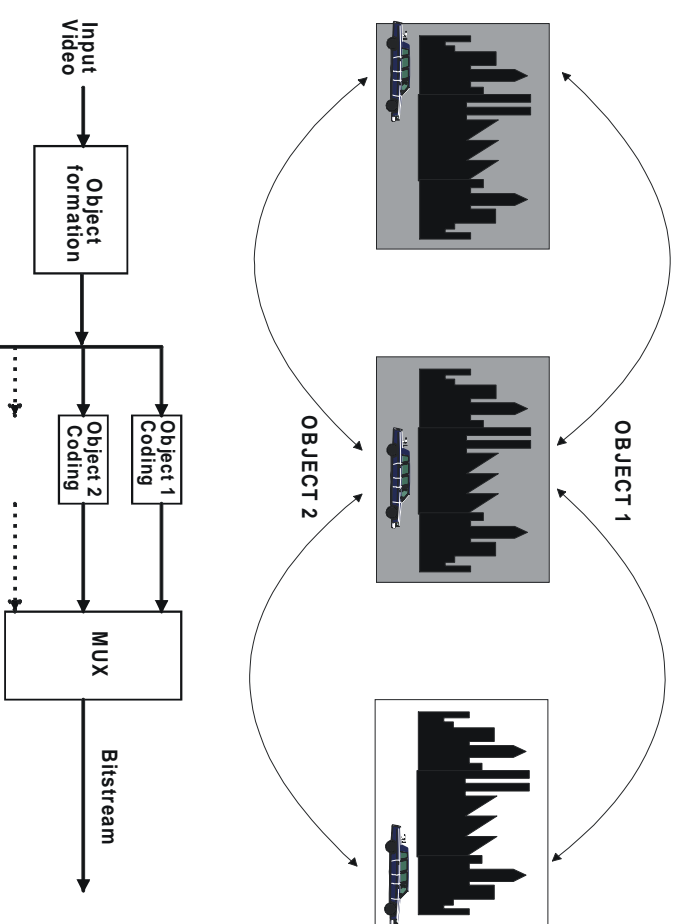 OBJECT 1
OBJECT 2
Input
Video
Object
formation
Object 1
Coding
Object 2
Coding
MUX
Bitstream